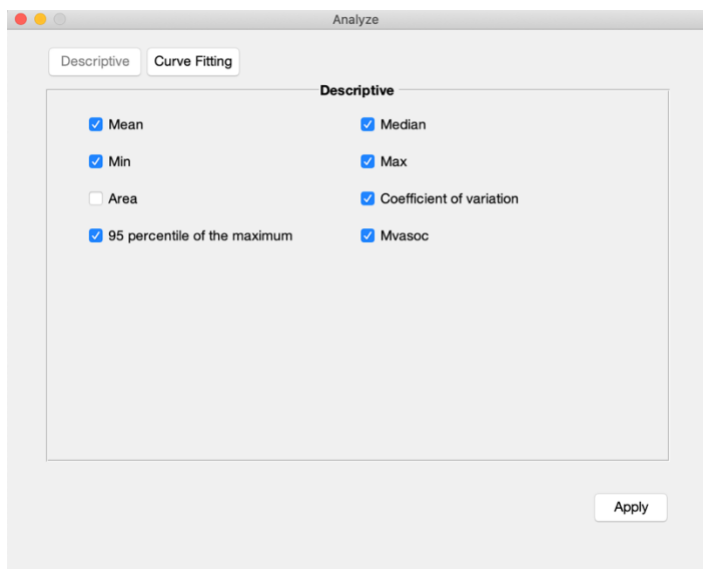 Analyze
Descriptive Curve Fitting
Descriptive
Mean Median
Min Max
Area Coefficient of variation
95 percentile of the maximum Mvasoc
Apply